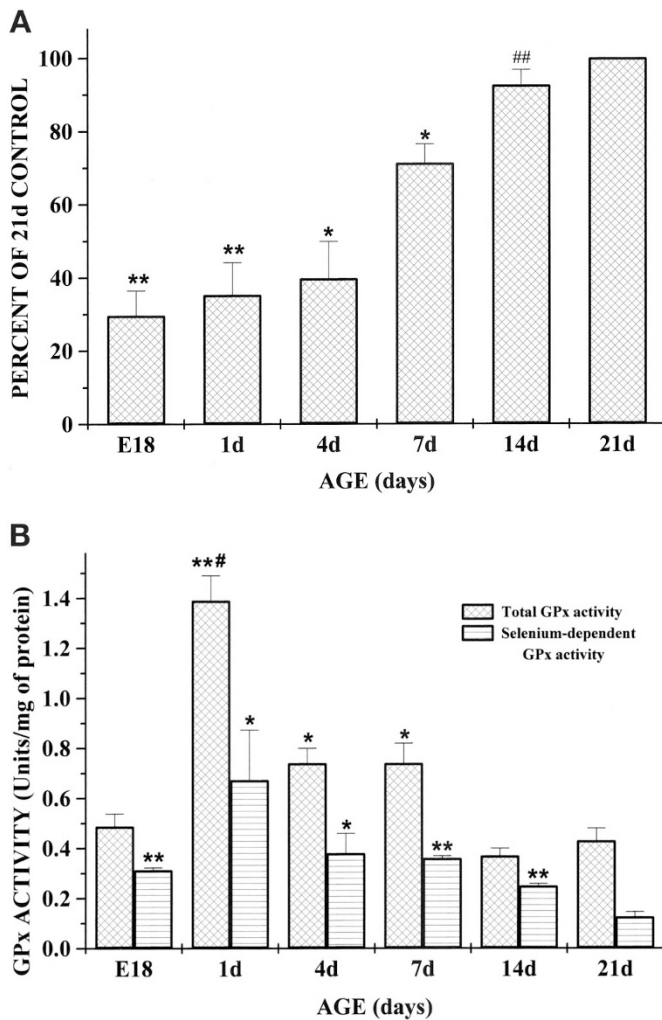 A
PERCENT OF 21d CONTROL
100
80
60
40
20
0
**
**
*
*
##
E18 1d 4d 7d 14d 21d
AGE (days)
B
GPx ACTIVITY (Units/mg of protein)
1.4
1.2
1.0
0.8
0.6
0.4
0.2
0.0
**#
*
*
*
*
**
**
**
Total GPx activity
Selenium-dependent
GPx activity
E18 1d 4d 7d 14d 21d
AGE (days)